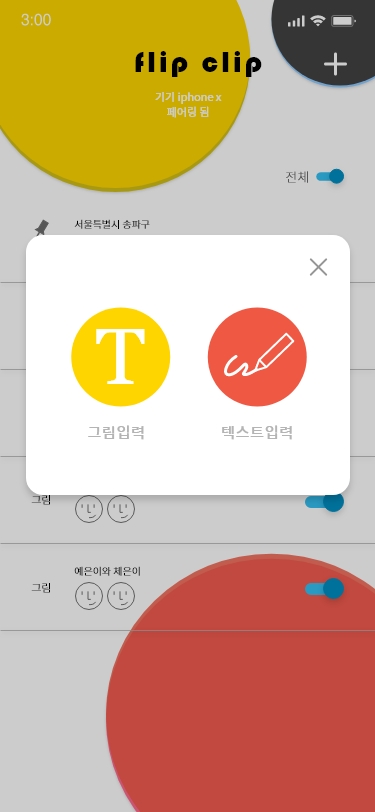 3:00
flip clip
기기 iphone x
페어링 됨
전체
서울특별시 송파구
T
그림입력
텍스트입력
그림
예은이와 체은이
그림